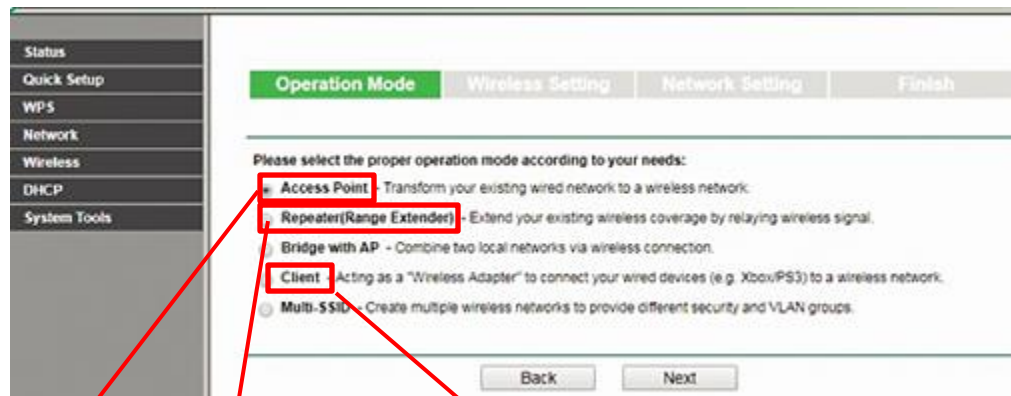 Status
Quick Setup
WPS
Network
Wireless
DHCP
System Tools
Operation Mode Wireless Setting Network Setting Finish
Please select the proper operation mode according to your needs:
Access Point - Transform your existing wired network to a wireless network.
Repeater(Range Extender) - Extend your existing wireless coverage by relaying wireless signal.
Bridge with AP - Combine two local networks via wireless connection.
Client - Acting as a "Wireless Adapter" to connect your wired devices (e.g. Xbox/PS3) to a wireless network.
Multi-SSID - Create multiple wireless networks to provide different security and VLAN groups.
Back Next